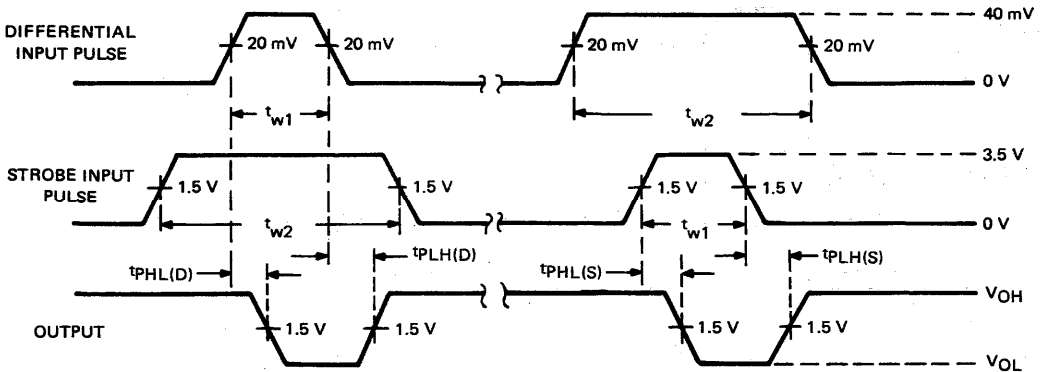 DIFFERENTIAL
INPUT PULSE
20 mV
20 mV
20 mV
20 mV
40 mV
0 V
tw1
tw2
STROBE INPUT
PULSE
1.5 V
1.5 V
1.5 V
1.5 V
3.5 V
0 V
tw2
tw1
tPHL(D)
tPLH(D)
tPHL(S)
tPLH(S)
OUTPUT
1.5 V
1.5 V
1.5 V
1.5 V
VOH
VOL